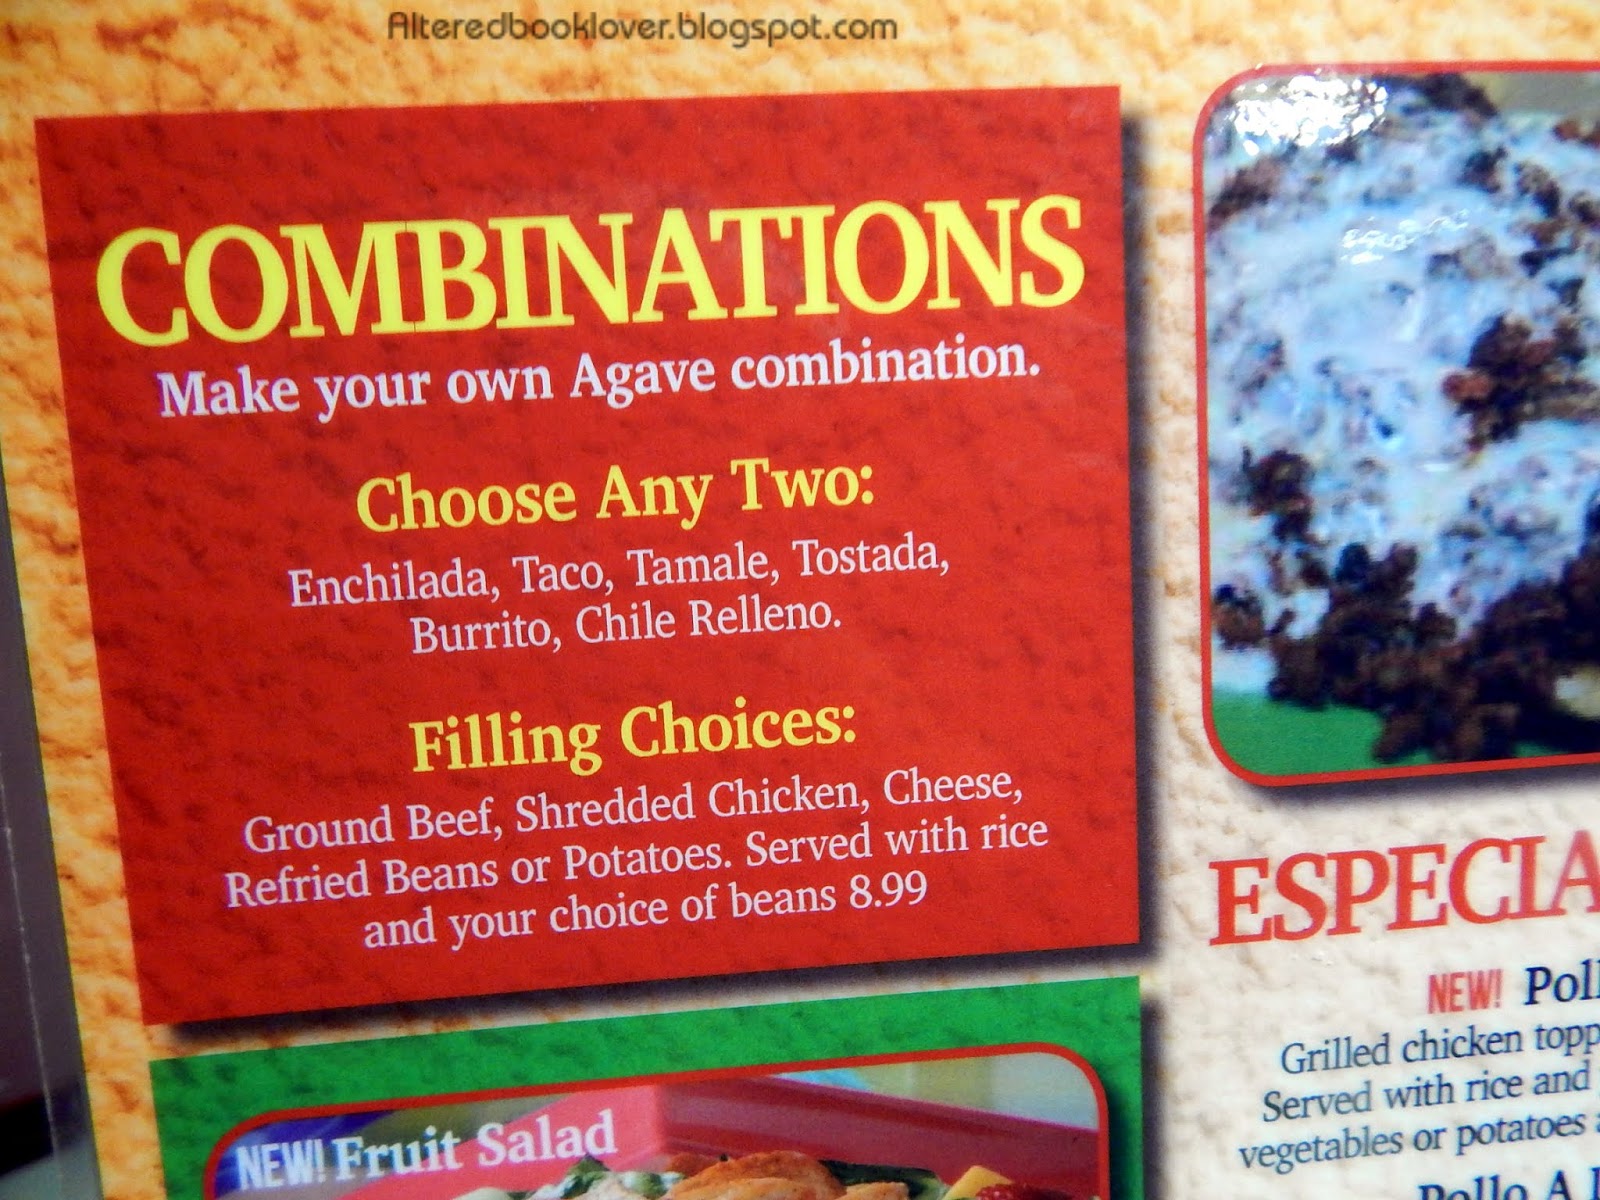 Alteredbooklover.blogspot.com
COMBINATIONS
Make your own Agave combination.
Choose Any Two:
Enchilada, Taco, Tamale, Tostada,
Burrito, Chile Relleno.
Filling Choices:
Ground Beef, Shredded Chicken, Cheese,
Refried Beans or Potatoes. Served with rice
and your choice of beans 8.99
NEW! Fruit Salad
ESPECIA
NEW! Poll
Grilled chicken topp
Served with rice and
vegetables or potatoes
Pollo A